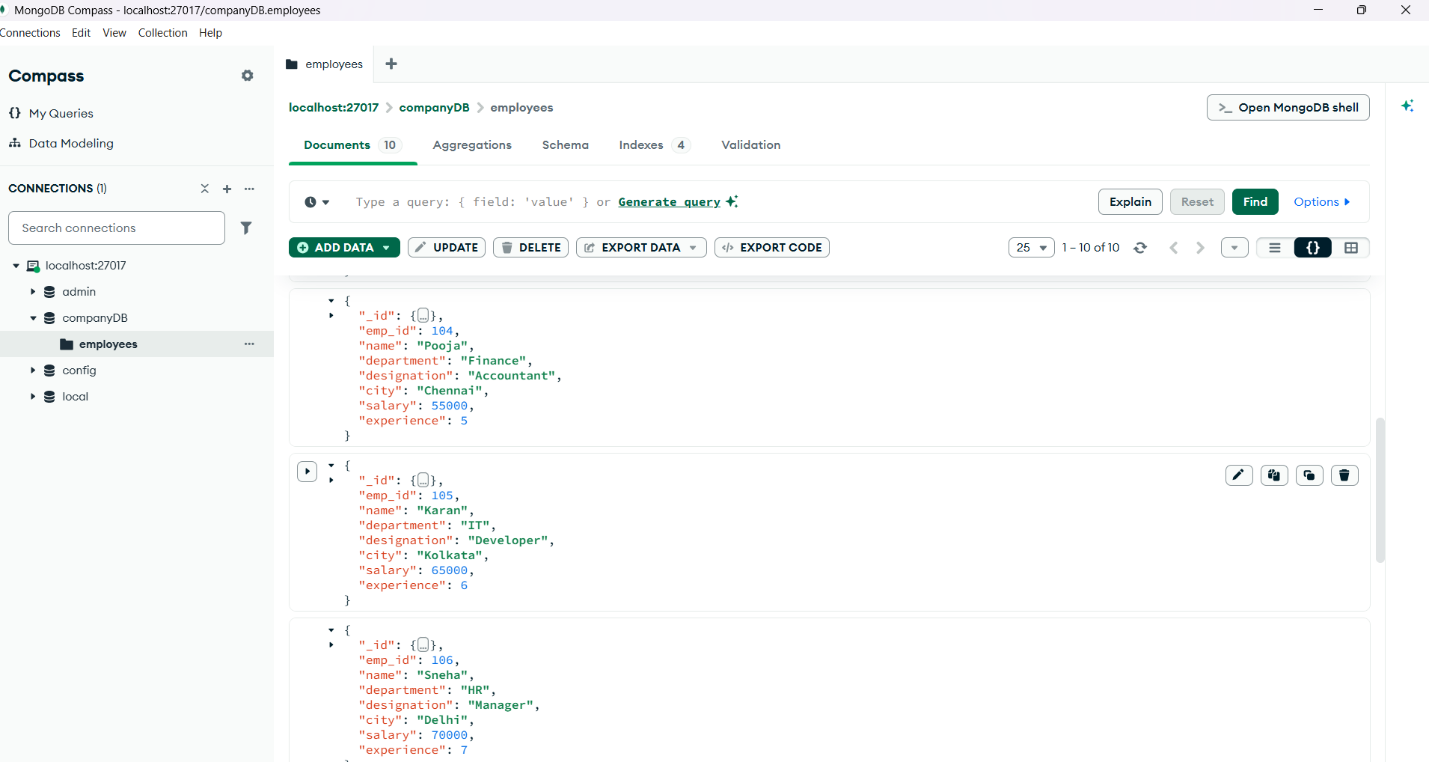 MongoDB Compass - localhost:27017/companyDB.employees
Connections Edit View Collection Help
Compass
My Queries
Data Modeling
CONNECTIONS (1)
Search connections
localhost:27017
admin
companyDB
employees
config
local
employees
localhost:27017 > companyDB > employees
Open MongoDB shell
Documents 10 Aggregations Schema Indexes 4 Validation
Type a query: { field: 'value' } or Generate query
Explain Reset Find Options
ADD DATA UPDATE DELETE EXPORT DATA EXPORT CODE
25 1 – 10 of 10
{
"_id": {…},
"emp_id": 104,
"name": "Pooja",
"department": "Finance",
"designation": "Accountant",
"city": "Chennai",
"salary": 55000,
"experience": 5
}
{
"_id": {…},
"emp_id": 105,
"name": "Karan",
"department": "IT",
"designation": "Developer",
"city": "Kolkata",
"salary": 65000,
"experience": 6
}
{
"_id": {…},
"emp_id": 106,
"name": "Sneha",
"department": "HR",
"designation": "Manager",
"city": "Delhi",
"salary": 70000,
"experience": 7